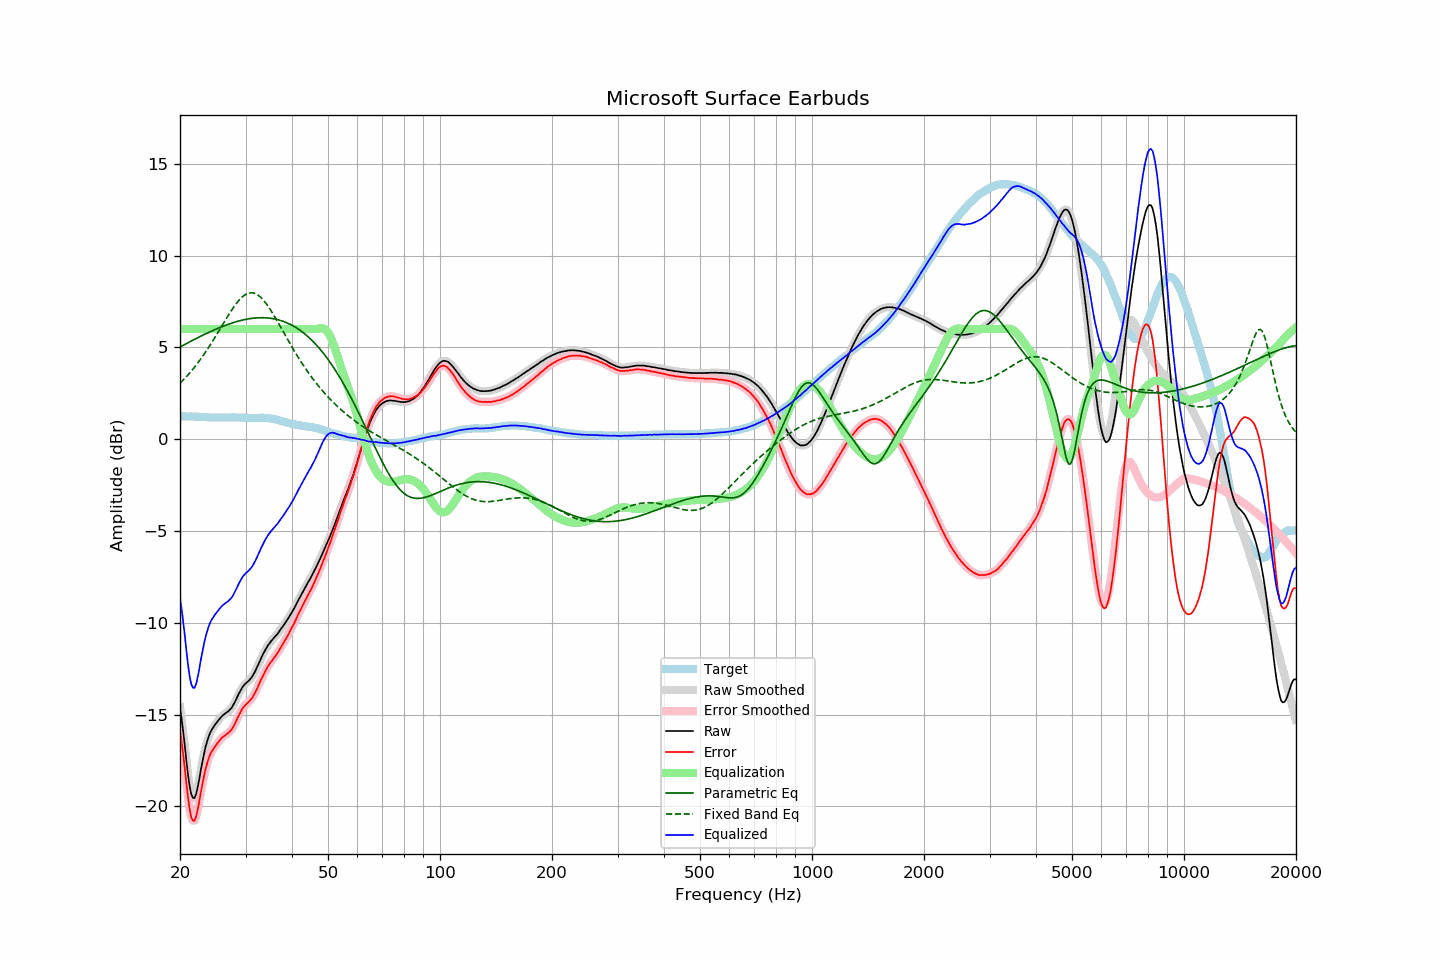 Microsoft Surface Earbuds
Amplitude (dBr)
15
10
5
0
−5
−10
−15
−20
Target
Raw Smoothed
Error Smoothed
Raw
Error
Equalization
Parametric Eq
Fixed Band Eq
Equalized
20 50 100 200 500 1000 2000 5000 10000 20000
Frequency (Hz)